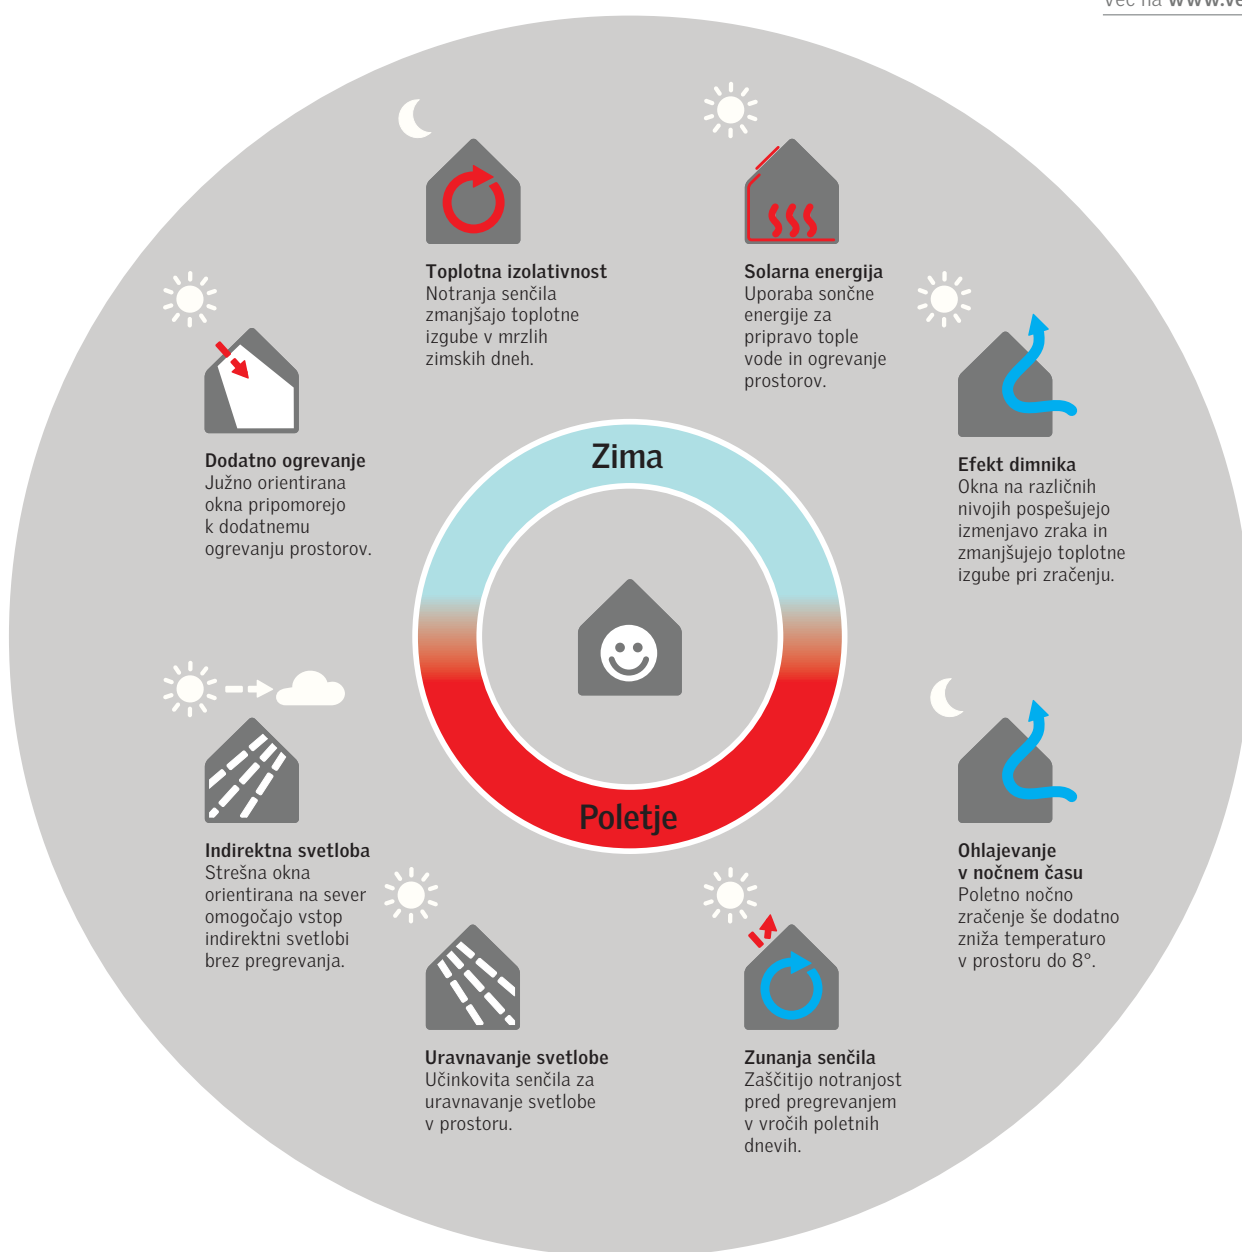 Več na
Toplotna izolativnost
Notranja senčila
zmanjšajo toplotne
izgube v mrzlih
zimskih dneh.
Solarna energija
Uporaba sončne
energije za
pripravo tople
vode in ogrevanje
prostorov.
Dodatno ogrevanje
Južno orientirana
okna pripomorejo
k dodatnemu
ogrevanju prostorov.
Zima
Efekt dimnika
Okna na različnih
nivojih pospešujejo
izmenjavo zraka in
zmanjšujejo toplotne
izgube pri zračenju.
Poletje
Indirektna svetloba
Strešna okna
orientirana na sever
omogočajo vstop
indirektni svetlobi
brez pregrevanja.
Ohlajevanje
v nočnem času
Poletno nočno
zračenje še dodatno
zniža temperaturo
v prostoru do 8°.
Uravnavanje svetlobe
Učinkovita senčila za
uravnavanje svetlobe
v prostoru.
Zunanja senčila
Zaščitijo notranjost
pred pregrevanjem
v vročih poletnih
dnevih.